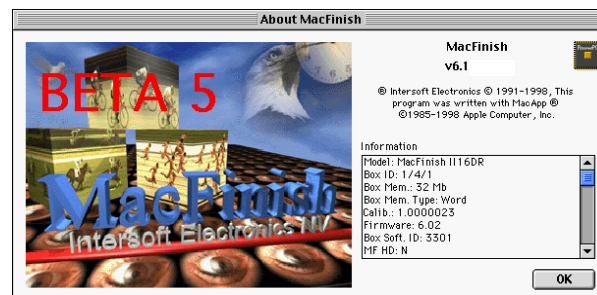 About MacFinish
BETA 5
MacFinish
Intersoft Electronics NV
MacFinish
v6.1
® Intersoft Electronics © 1991-1998, This
program was written with MacApp ®
©1985-1998 Apple Computer, Inc.
Information
Model: MacFinish II16DR
Box ID: 1/4/1
Box Mem.: 32 Mb
Box Mem. Type: Word
Calib.: 1.0000023
Firmware: 6.02
Box Soft. ID: 3301
MF HD: N
OK